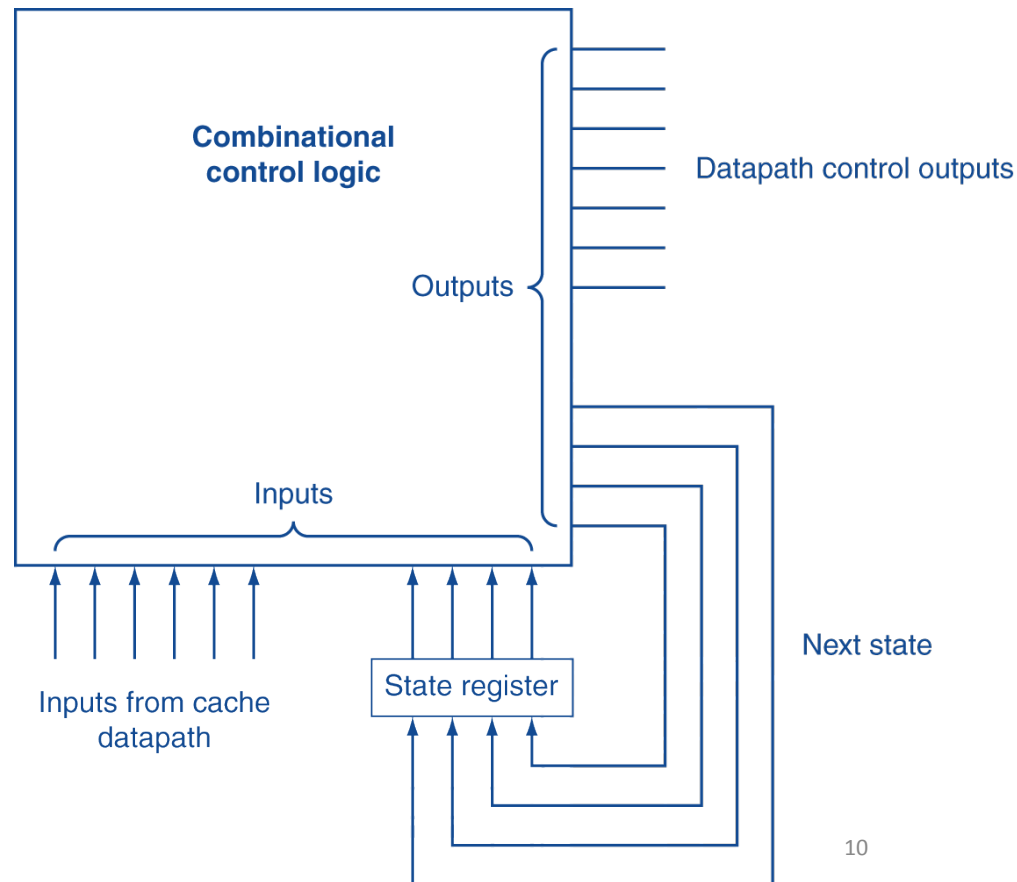 Combinational
control logic
Datapath control outputs
Outputs
Inputs
Next state
State register
Inputs from cache
datapath
10